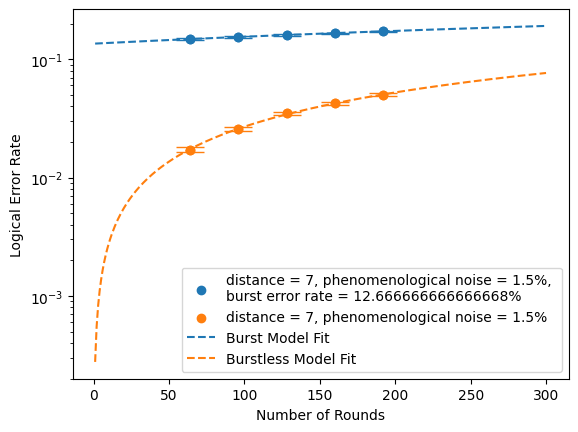 Logical Error Rate
10⁻¹
10⁻²
10⁻³
distance = 7, phenomenological noise = 1.5%,
burst error rate = 12.666666666666668%
distance = 7, phenomenological noise = 1.5%
Burst Model Fit
Burstless Model Fit
0 50 100 150 200 250 300
Number of Rounds